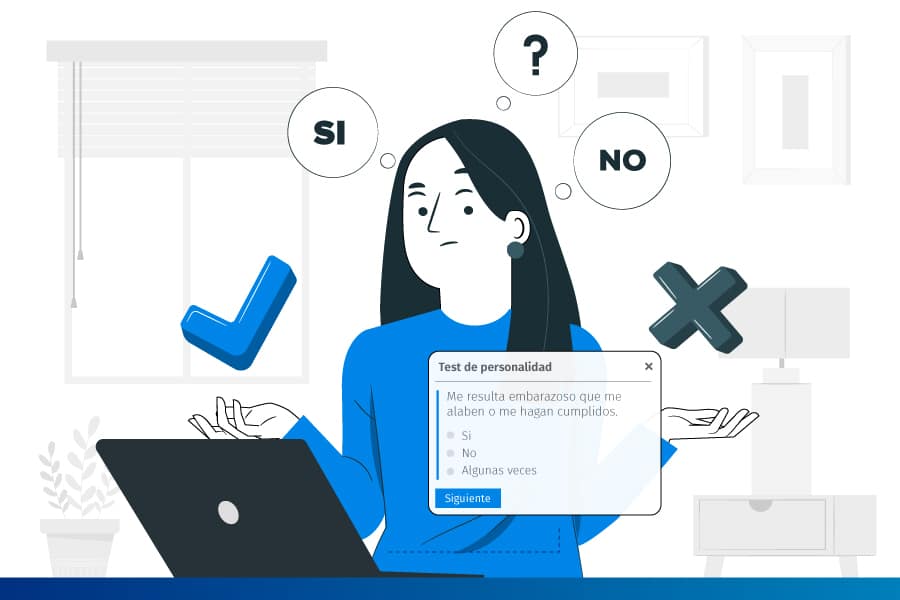 ?
SI
NO
Test de personalidad ×
Me resulta embarazoso que me
alaben o me hagan cumplidos.
Si
No
Algunas veces
Siguiente